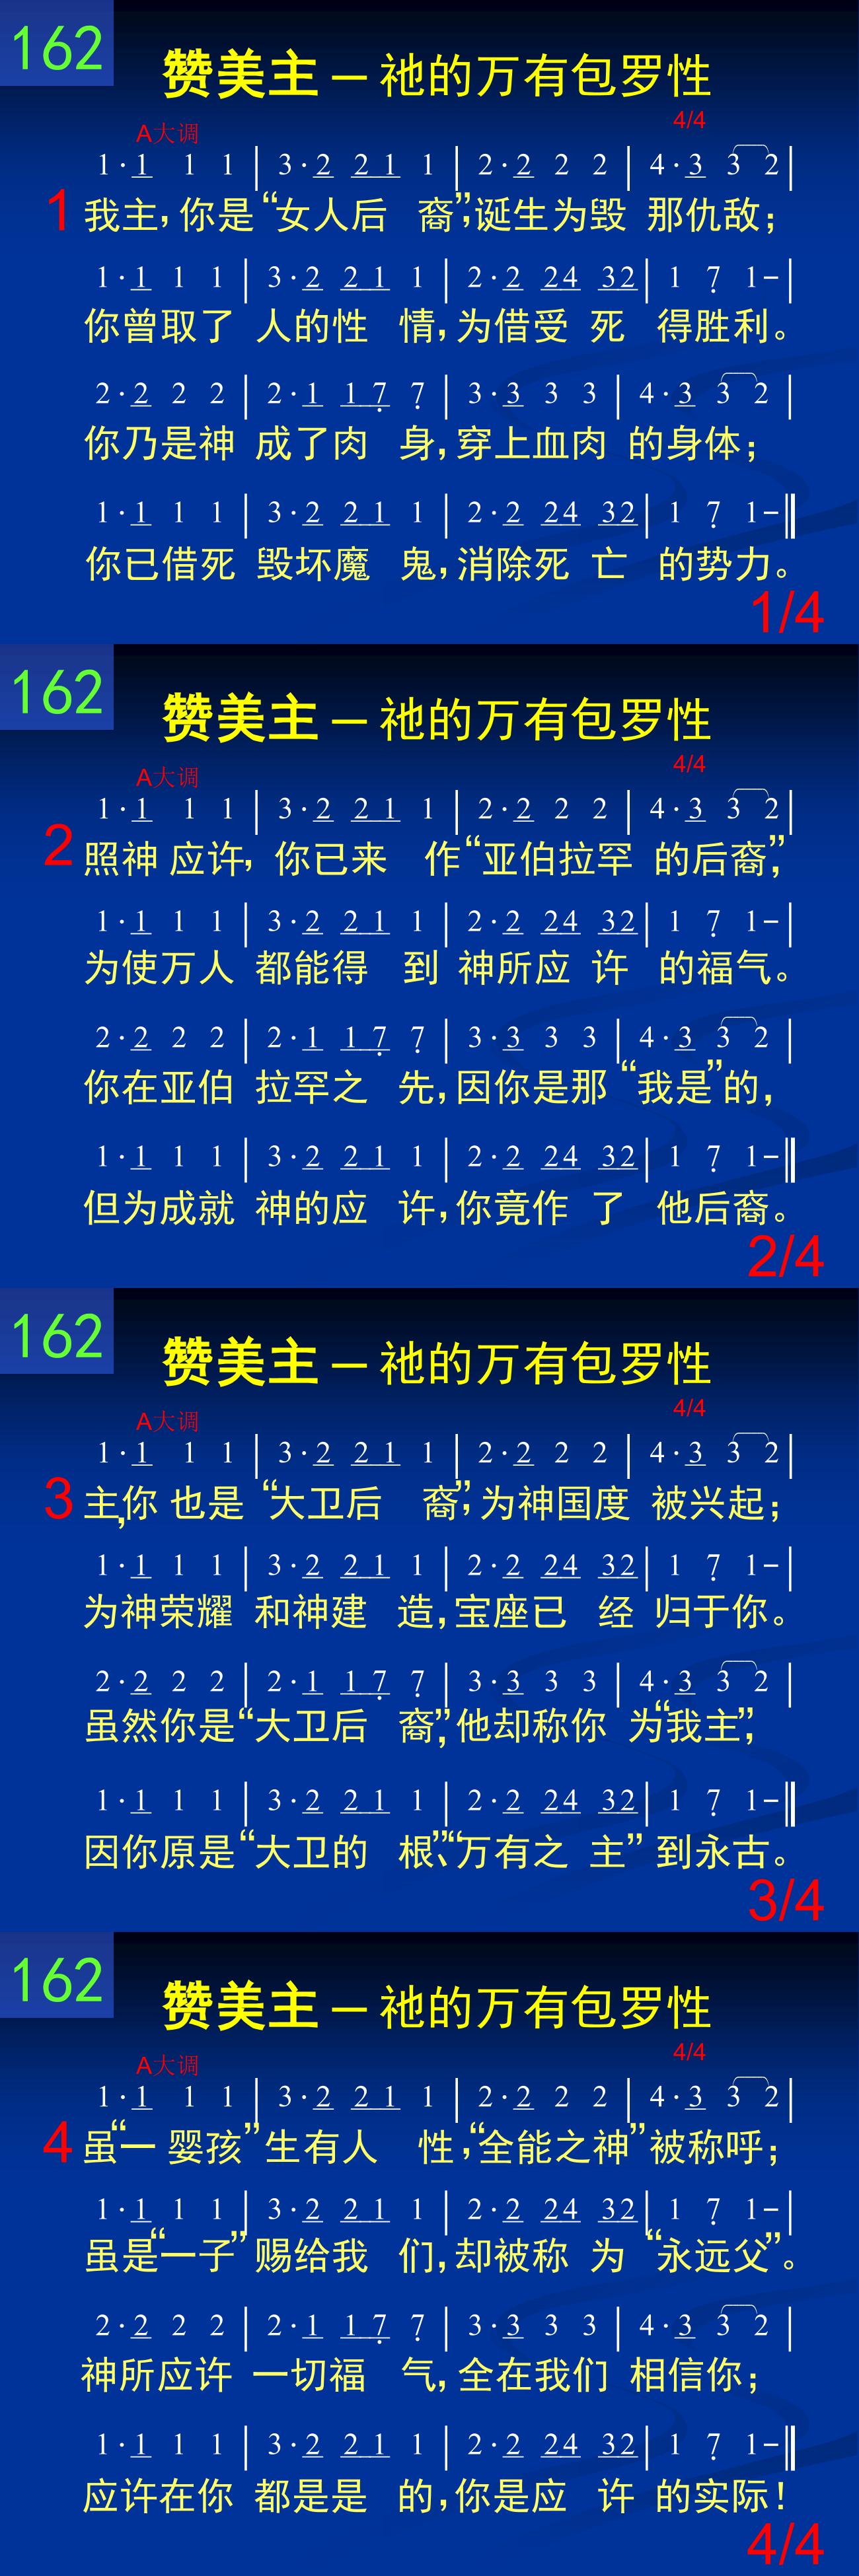 162
赞美主 – 祂的万有包罗性
A大调 4/4
1·1 1 1 | 3·2 2 1 1 | 2·2 2 2 | 4·3 3 2 |
1 我主，你是“女人后 裔”，诞生为毁 那仇敌；
1·1 1 1 | 3·2 2 1 1 | 2·2 24 32 | 1 7 1- |
你曾取了 人的性 情，为借受 死 得胜利。
2·2 2 2 | 2·1 1 7 7 | 3·3 3 3 | 4·3 3 2 |
你乃是神 成了肉 身，穿上血肉 的身体；
1·1 1 1 | 3·2 2 1 1 | 2·2 24 32 | 1 7 1- ‖
你已借死 毁坏魔 鬼，消除死 亡 的势力。
1/4
162
赞美主 – 祂的万有包罗性
A大调 4/4
1·1 1 1 | 3·2 2 1 1 | 2·2 2 2 | 4·3 3 2 |
2 照神 应许，你已来 作“亚伯拉罕 的后裔”，
1·1 1 1 | 3·2 2 1 1 | 2·2 24 32 | 1 7 1- |
为使万人 都能得 到 神所应 许 的福气。
2·2 2 2 | 2·1 1 7 7 | 3·3 3 3 | 4·3 3 2 |
你在亚伯 拉罕之 先，因你是那 “我是”的，
1·1 1 1 | 3·2 2 1 1 | 2·2 24 32 | 1 7 1- ‖
但为成就 神的应 许，你竟作 了 他后裔。
2/4
162
赞美主 – 祂的万有包罗性
A大调 4/4
1·1 1 1 | 3·2 2 1 1 | 2·2 2 2 | 4·3 3 2 |
3 主，你 也是 “大卫后 裔”，为神国度 被兴起；
1·1 1 1 | 3·2 2 1 1 | 2·2 24 32 | 1 7 1- |
为神荣耀 和神建 造，宝座已 经 归于你。
2·2 2 2 | 2·1 1 7 7 | 3·3 3 3 | 4·3 3 2 |
虽然你是“大卫后 裔”，他却称你 为“我主”，
1·1 1 1 | 3·2 2 1 1 | 2·2 24 32 | 1 7 1- ‖
因你原是“大卫的 根”、“万有之 主” 到永古。
3/4
162
赞美主 – 祂的万有包罗性
A大调 4/4
1·1 1 1 | 3·2 2 1 1 | 2·2 2 2 | 4·3 3 2 |
4 虽“一 婴孩”生有人 性，“全能之神”被称呼；
1·1 1 1 | 3·2 2 1 1 | 2·2 24 32 | 1 7 1- |
虽是“一子”赐给我 们，却被称 为 “永远父”。
2·2 2 2 | 2·1 1 7 7 | 3·3 3 3 | 4·3 3 2 |
神所应许 一切福 气，全在我们 相信你；
1·1 1 1 | 3·2 2 1 1 | 2·2 24 32 | 1 7 1- ‖
应许在你 都是是 的，你是应 许 的实际！
4/4